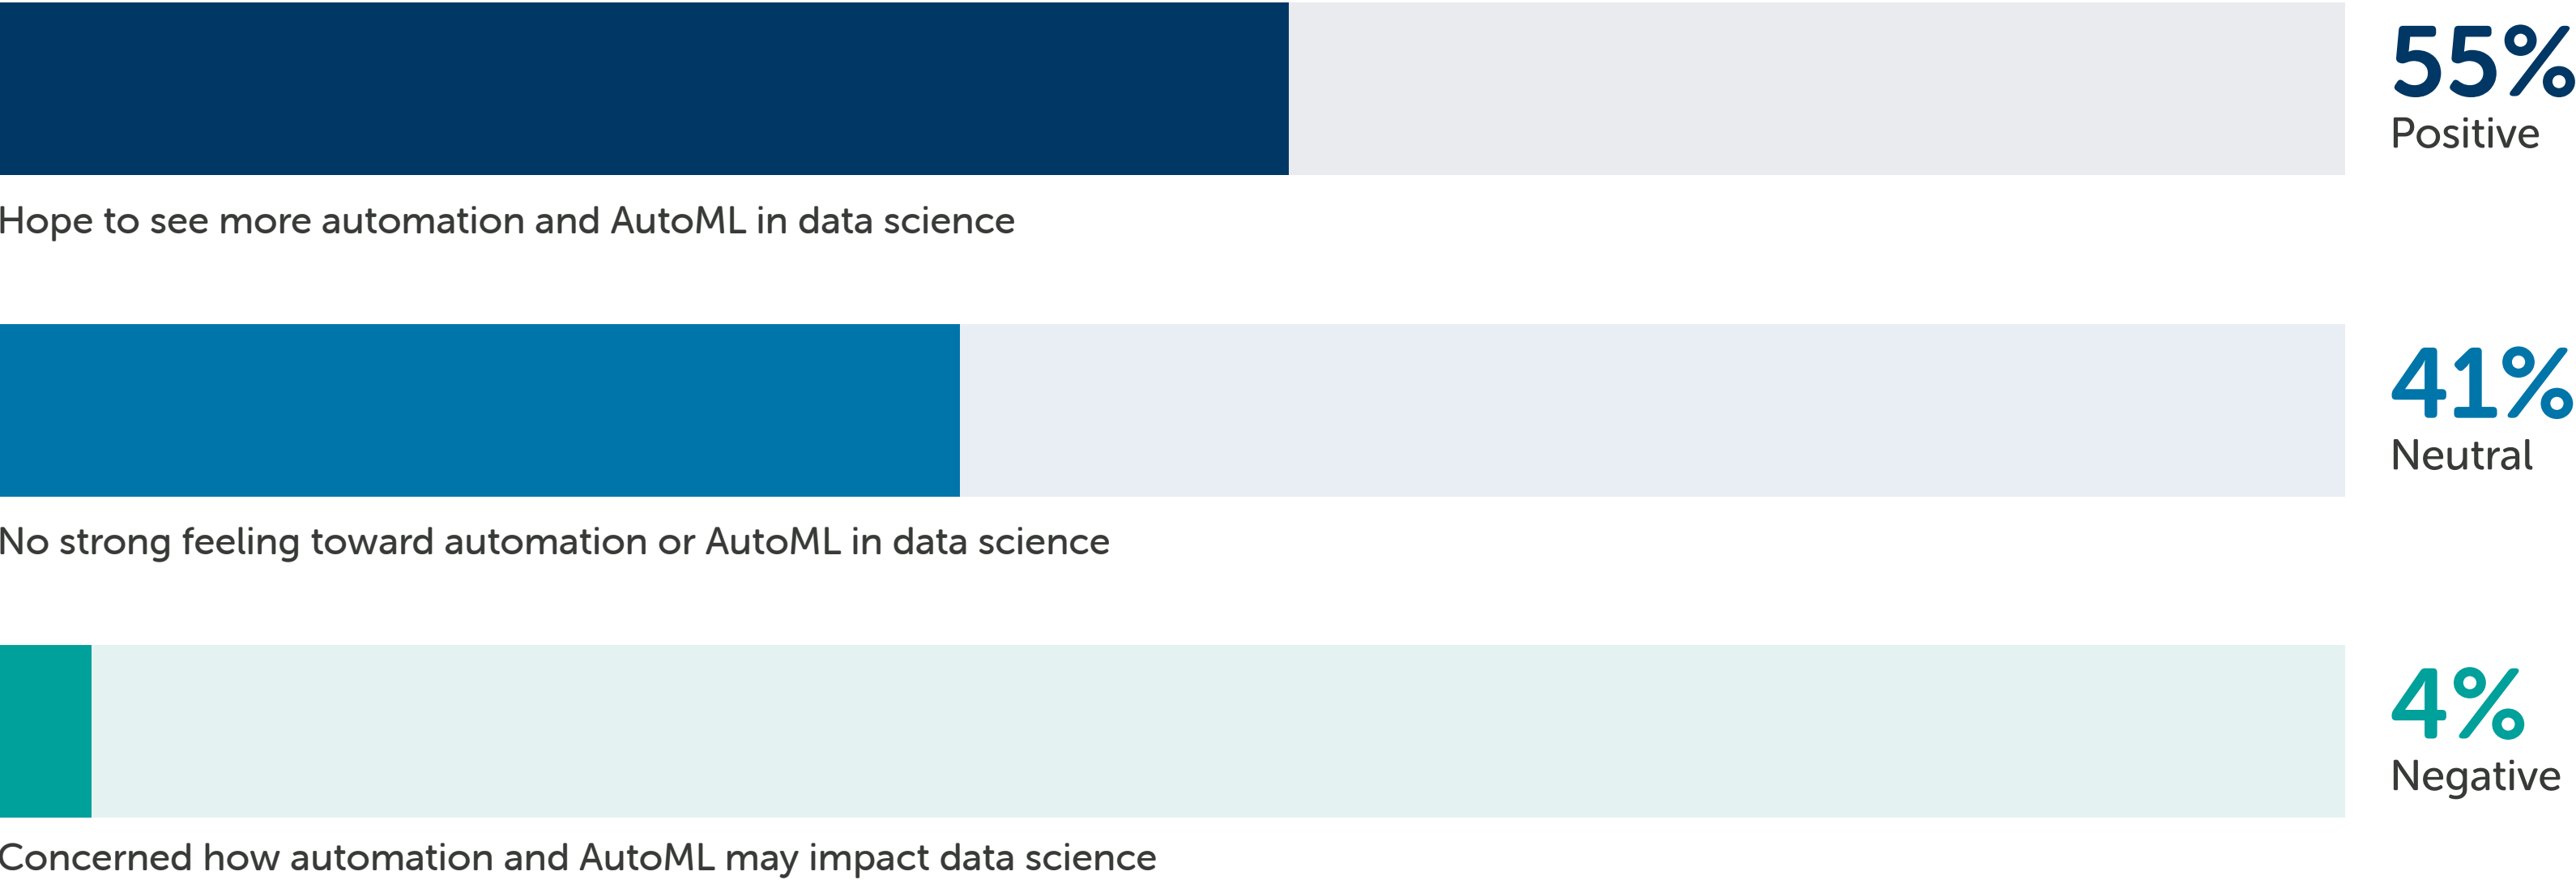 55%
Positive
Hope to see more automation and AutoML in data science
41%
Neutral
No strong feeling toward automation or AutoML in data science
4%
Negative
Concerned how automation and AutoML may impact data science